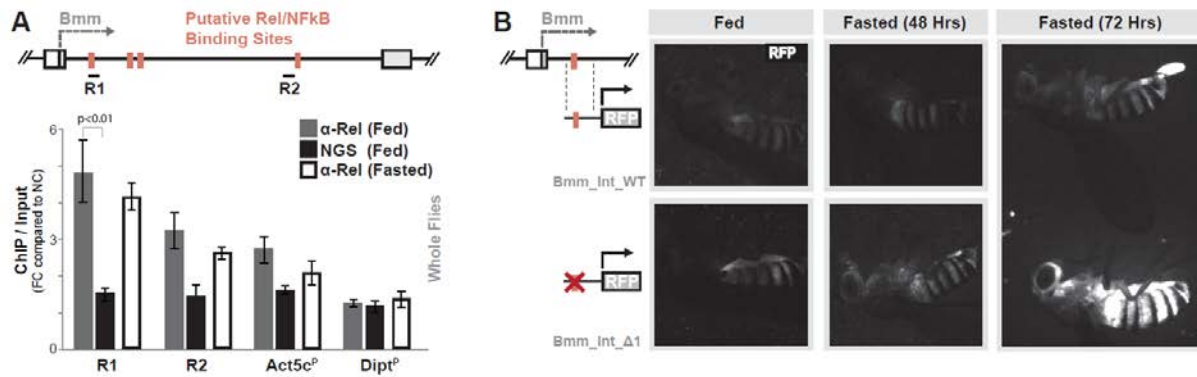 A
Bmm
Putative Rel/NFkB
Binding Sites
R1
R2
p<0.01
6
3
0
ChIP / Input
(FC compared to NC)
α-Rel (Fed)
NGS (Fed)
α-Rel (Fasted)
Whole Flies
R1
R2
Act5cᴾ
Diptᴾ
B
Bmm
RFP
Bmm_Int_WT
RFP
Bmm_Int_Δ1
Fed
Fasted (48 Hrs)
Fasted (72 Hrs)
RFP